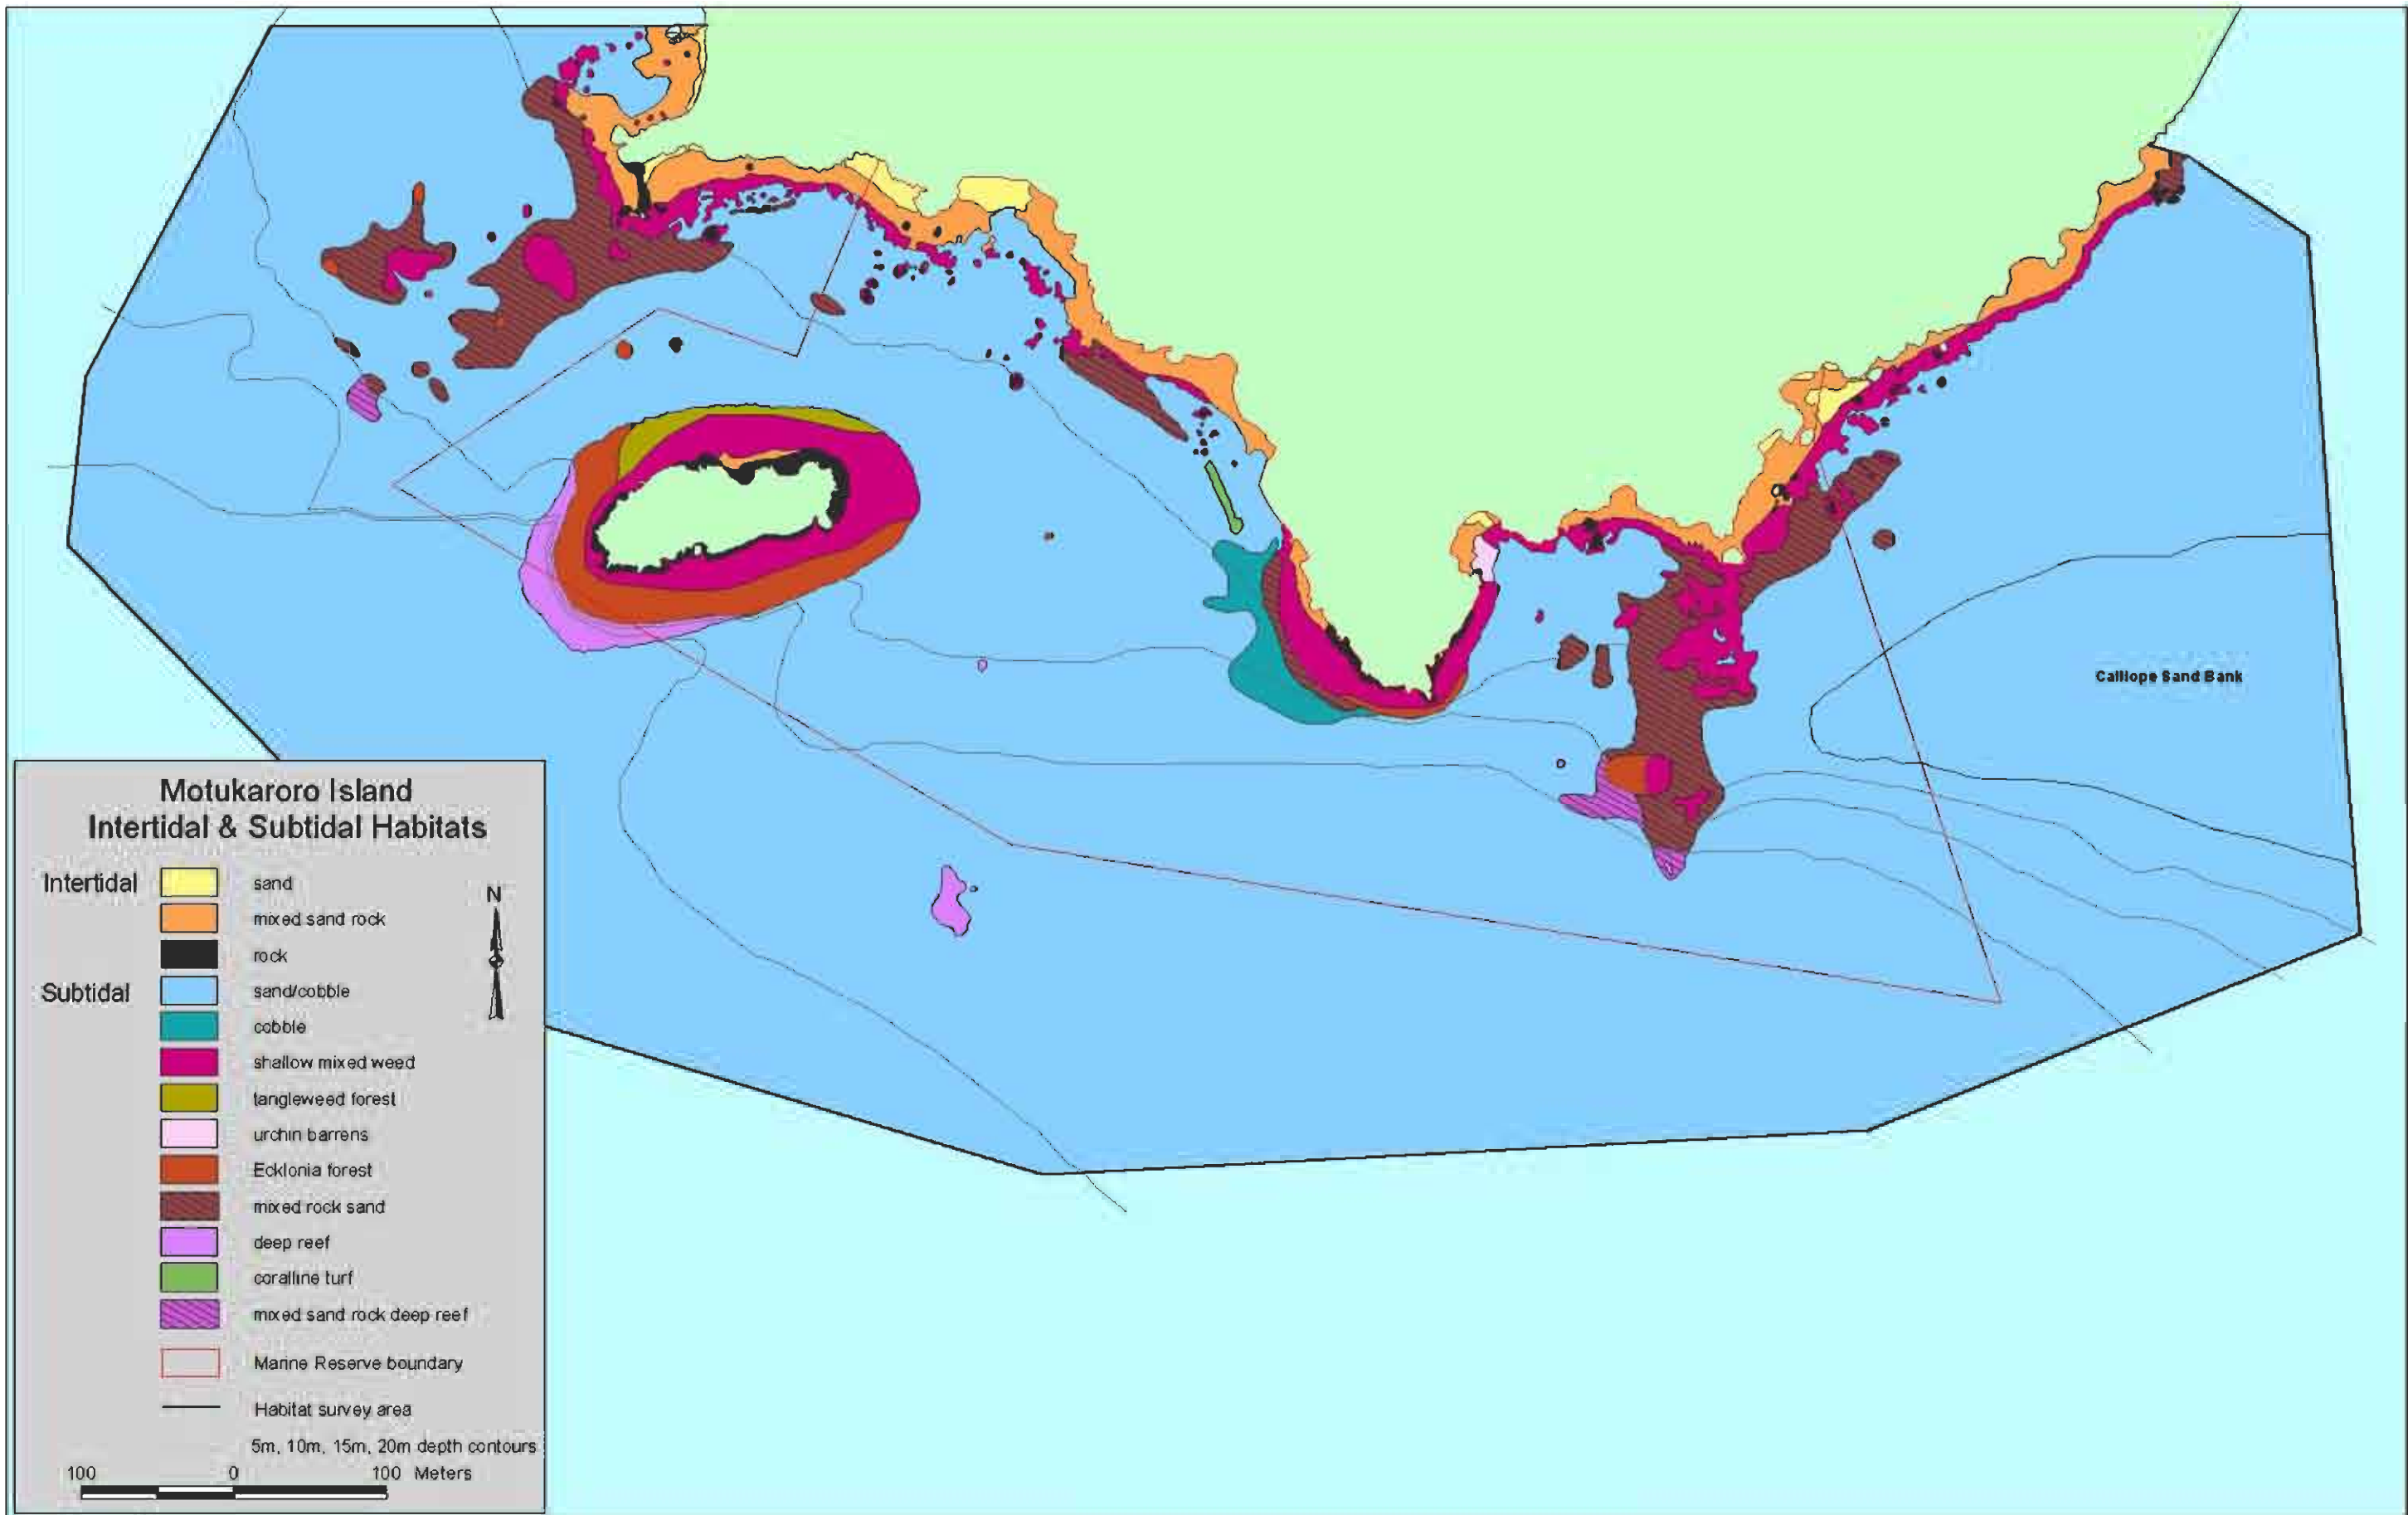 Calliope Sand Bank
Motukaroro Island
Intertidal & Subtidal Habitats
Intertidal
sand
N
mixed sand rock
rock
Subtidal
sand/cobble
cobble
shallow mixed weed
tangleweed forest
urchin barrens
Ecklonia forest
mixed rock sand
deep reef
coralline turf
mixed sand rock deep reef
Marine Reserve boundary
Habitat survey area
5m, 10m, 15m, 20m depth contours
100 0 100 Meters